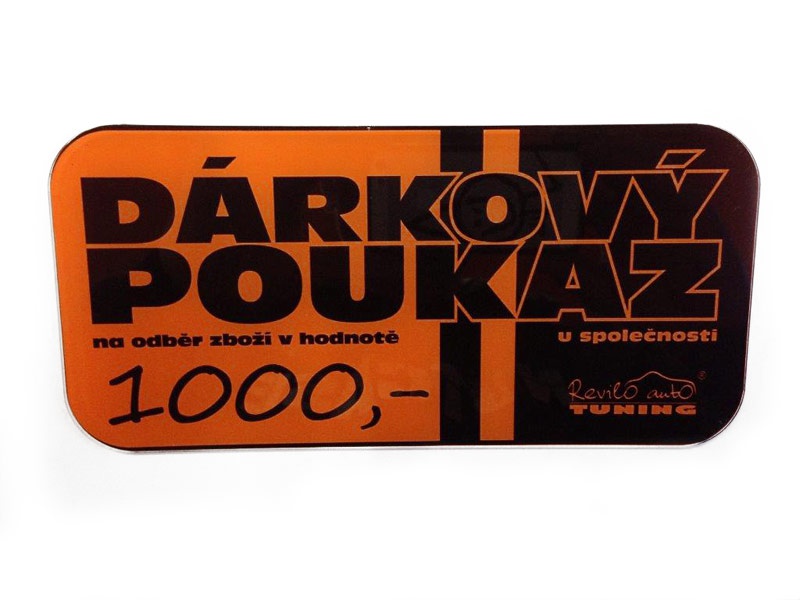 DÁRKOVÝ
POUKAZ
na odběr zboží v hodnotě
u společnosti
1000,-
Revilo auto ®
TUNING